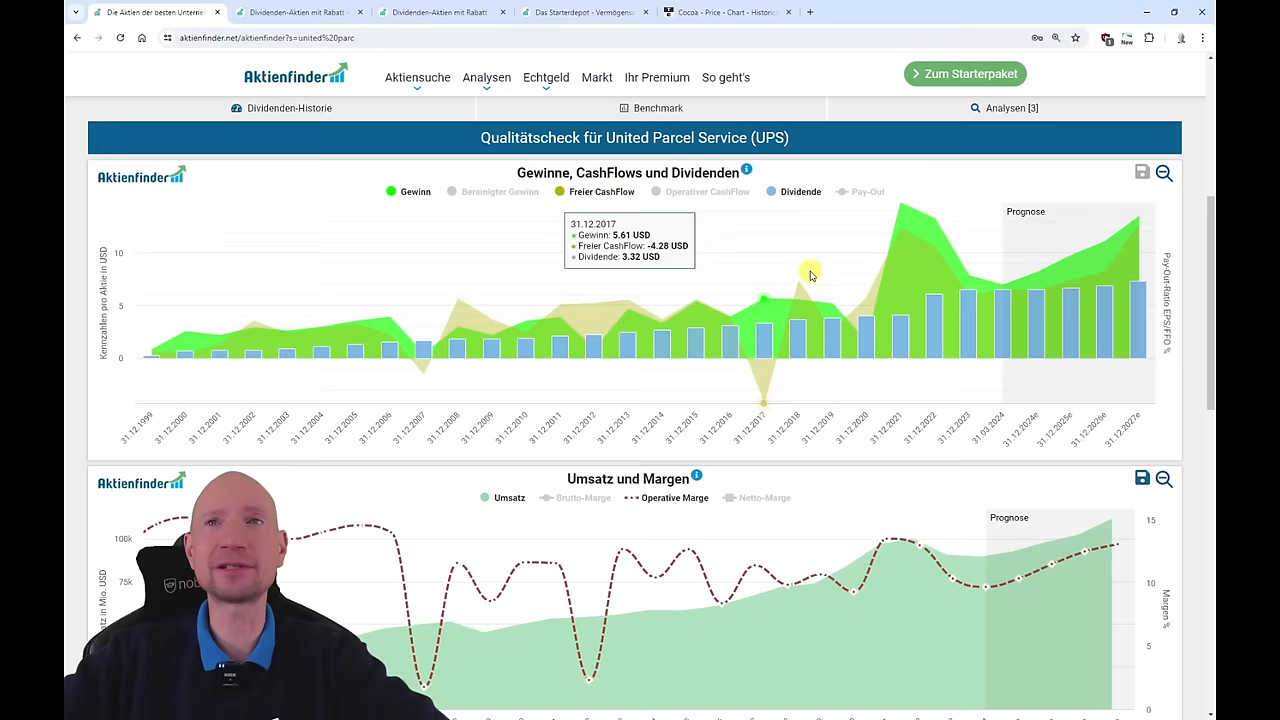 Die Aktien der besten Unterneh
Dividenden-Aktien mit Rabatt -
Dividenden-Aktien mit Rabatt
Das Starterdepot - Vermögens
Cocoa - Price - Chart - Historica
aktienfinder.net/aktienfinder?s=united%20parc
New
Aktienfinder
Aktiensuche
Analysen
Echtgeld
Markt
Ihr Premium
So geht's
Zum Starterpaket
Dividenden-Historie
Benchmark
Analysen [3]
Qualitätscheck für United Parcel Service (UPS)
Aktienfinder
Gewinne, CashFlows und Dividenden
Gewinn
Bereinigter Gewinn
Freier CashFlow
Operativer CashFlow
Dividende
Pay-Out
Prognose
31.12.2017
Gewinn: 5.61 USD
Freier CashFlow: -4.28 USD
Dividende: 3.32 USD
Kennzahlen pro Aktie in USD
10
5
0
Pay-Out-Ratio EPS/FFO %
31.12.1999
31.12.2000
31.12.2001
31.12.2002
31.12.2003
31.12.2004
31.12.2005
31.12.2006
31.12.2007
31.12.2008
31.12.2009
31.12.2010
31.12.2011
31.12.2012
31.12.2013
31.12.2014
31.12.2015
31.12.2016
31.12.2017
31.12.2018
31.12.2019
31.12.2020
31.12.2021
31.12.2022
31.12.2023
31.03.2024
31.12.2024e
31.12.2025e
31.12.2026e
31.12.2027e
Aktienfinder
Umsatz und Margen
Umsatz
Brutto-Marge
Operative Marge
Netto-Marge
Prognose
100k
75k
15
10
5
0
Margen %